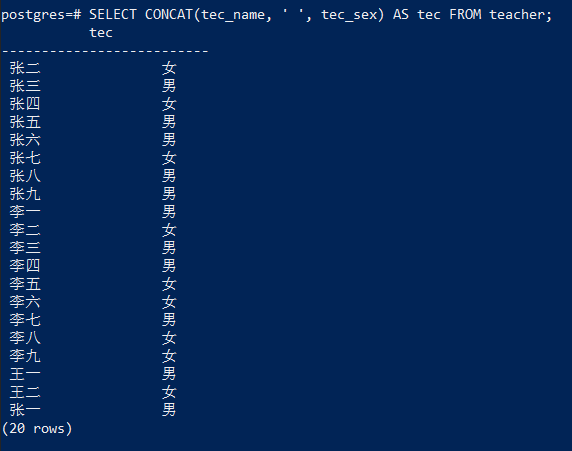 postgres=# SELECT CONCAT(tec_name, ' ', tec_sex) AS tec FROM teacher;
tec
--------------------------
张二 女
张三 男
张四 女
张五 男
张六 男
张七 女
张八 男
张九 男
李一 男
李二 女
李三 男
李四 男
李五 女
李六 女
李七 男
李八 女
李九 女
王一 男
王二 女
张一 男
(20 rows)